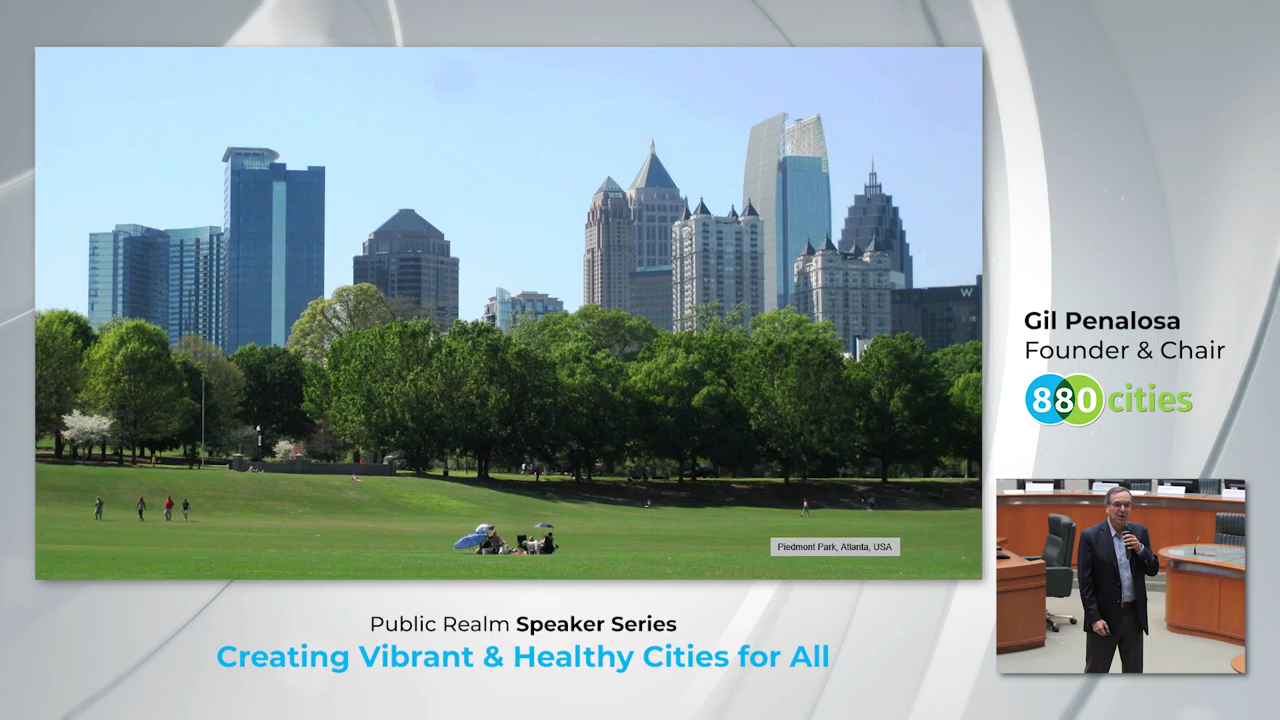 W
Piedmont Park, Atlanta, USA
Gil Penalosa
Founder & Chair
880 cities
Public Realm Speaker Series
Creating Vibrant & Healthy Cities for All